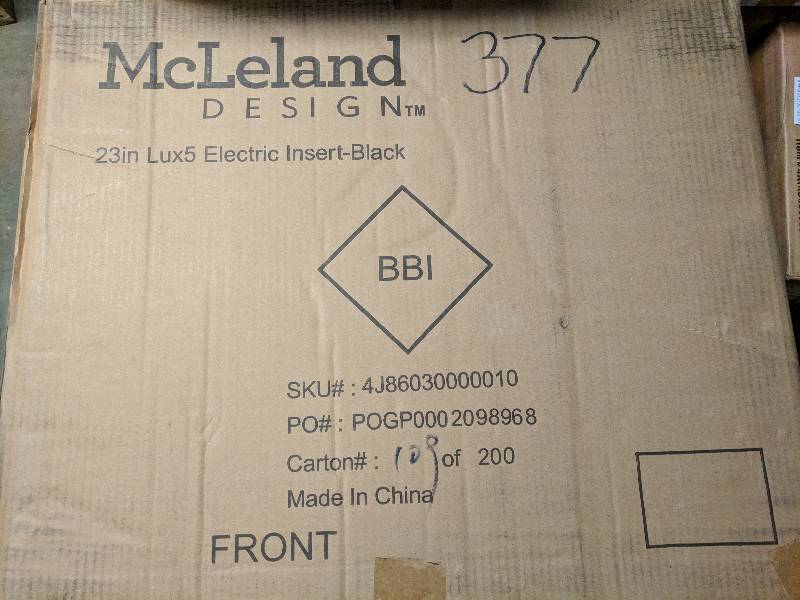 McLeland 377
DESIGN™
23in Lux5 Electric Insert-Black
BBI
SKU# : 4J86030000010
PO# : POGP0002098968
Carton# : 108 of 200
Made In China
FRONT